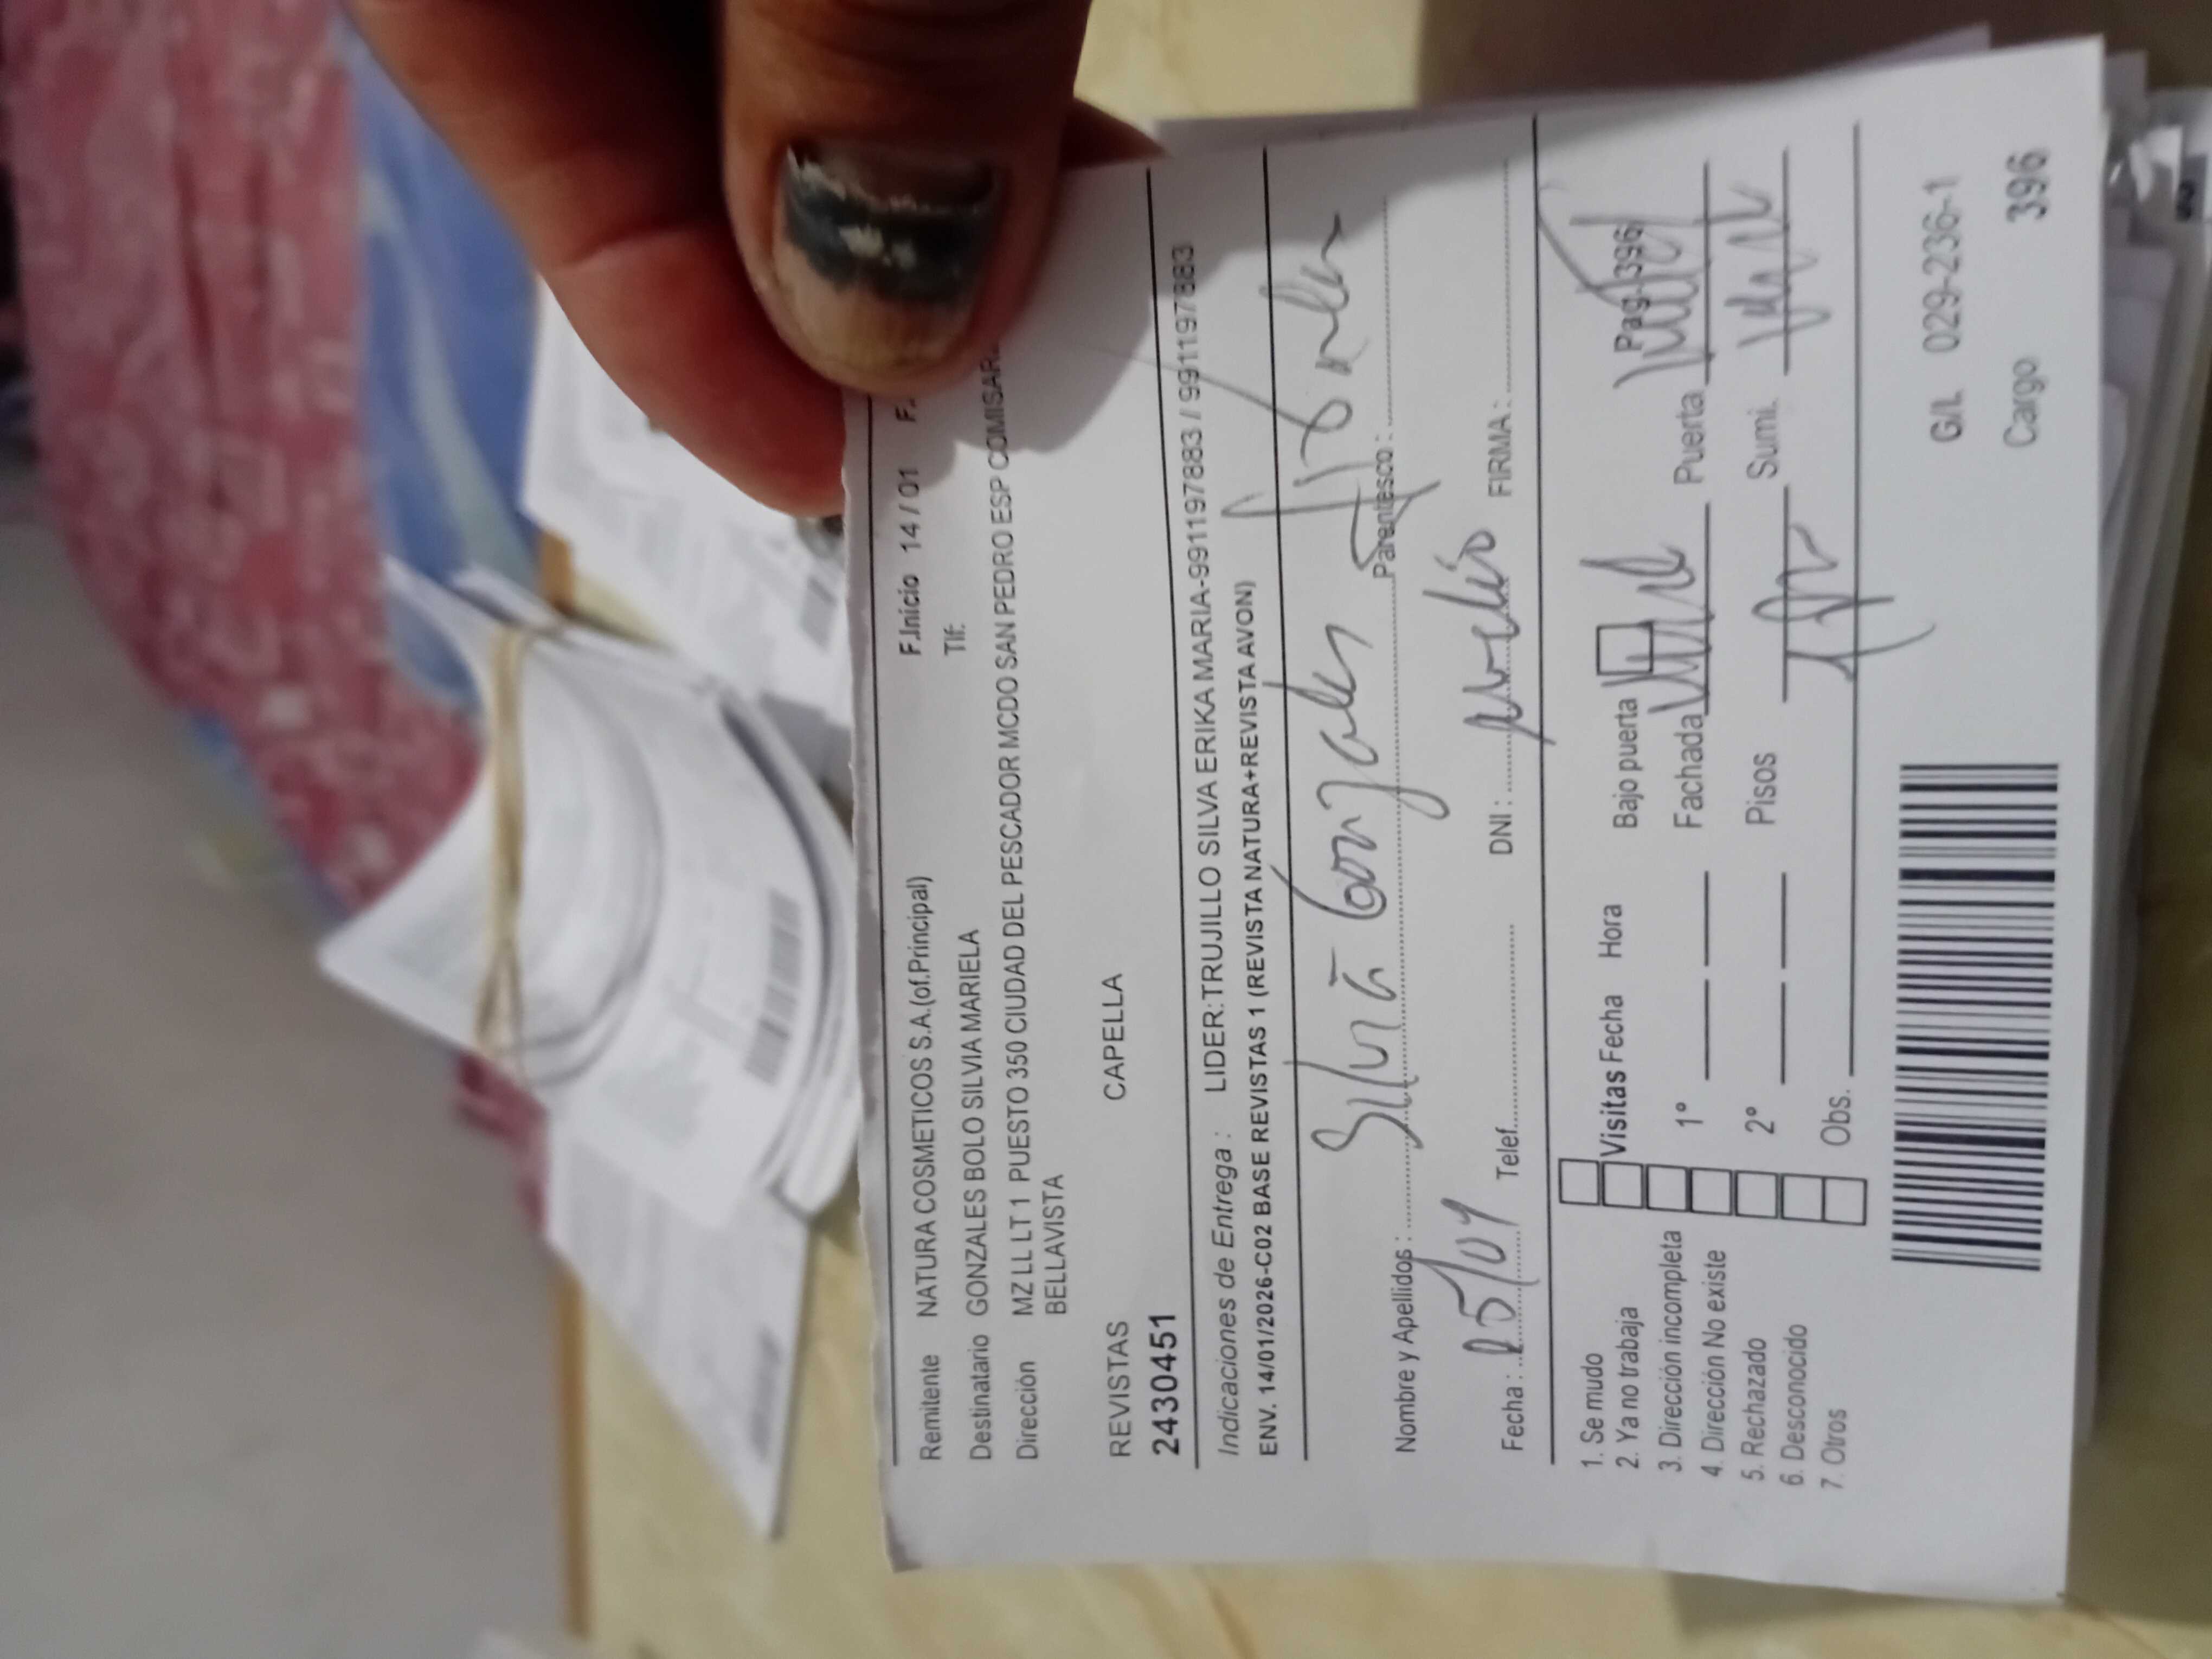 F.Inicio 14 / 01 F.
Remitente NATURA COSMETICOS S.A.(of.Principal) Tlf:
Destinatario GONZALES BOLO SILVIA MARIELA
Dirección MZ LL LT 1 PUESTO 350 CIUDAD DEL PESCADOR MCDO SAN PEDRO ESP COMISAR
BELLAVISTA
REVISTAS CAPELLA
2430451
Indicaciones de Entrega : LIDER: TRUJILLO SILVA ERIKA MARIA-991197883 / 991197883
ENV. 14/01/2026-C02 BASE REVISTAS 1 (REVISTA NATURA+REVISTA AVON)
Nombre y Apellidos : Silvia Gonzales Parentesco :
Fecha : 15/01 Telef. DNI : FIRMA :
1. Se mudo
2. Ya no trabaja
3. Dirección incompleta
4. Dirección No existe
5. Rechazado
6. Desconocido
7. Otros
Visitas Fecha Hora Bajo puerta Pag-396
1º Fachada Puerta
2º Pisos Sumi.
Obs.
G/L 029-236-1
Cargo 396